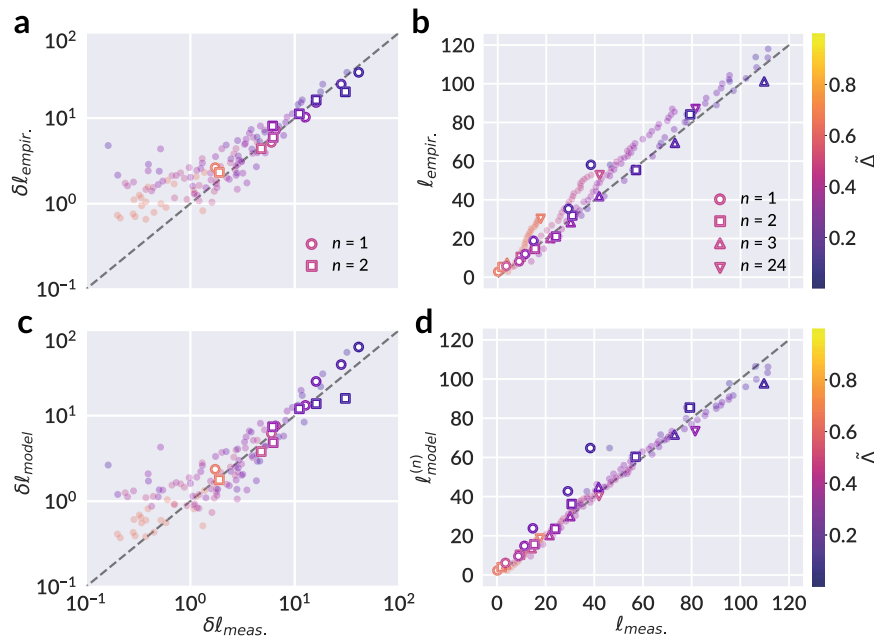 a
10²
10¹
10⁰
10⁻¹
δℓempir.
n = 1
n = 2
b
120
100
80
60
40
20
0
ℓempir.
n = 1
n = 2
n = 3
n = 24
0.8
0.6
0.4
0.2
Δ̃
c
10²
10¹
10⁰
10⁻¹
δℓmodel
10⁻¹ 10⁰ 10¹ 10²
δℓmeas.
d
120
100
80
60
40
20
0
ℓ(n)model
0 20 40 60 80 100 120
ℓmeas.
0.8
0.6
0.4
0.2
Δ̃